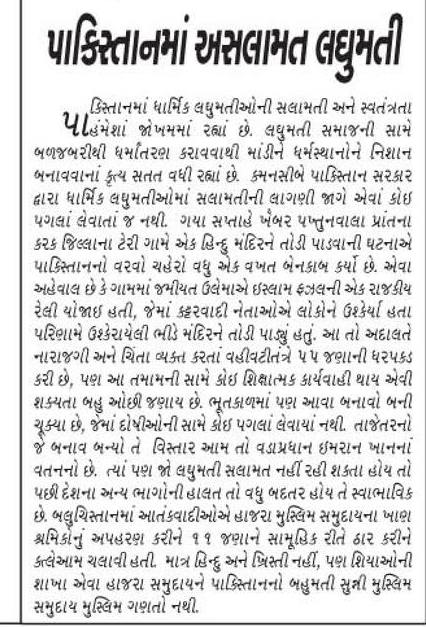 પાકિસ્તાનમાં અસલામત લઘુમતી
પાકિસ્તાનમાં ધાર્મિક લઘુમતીઓની સલામતી અને સ્વતંત્રતા
હંમેશાં જોખમમાં રહ્યાં છે. લઘુમતી સમાજની સામે
બળજબરીથી ધર્માંતરણ કરાવવાથી માંડીને ધર્મસ્થાનોને નિશાન
બનાવવાનાં કૃત્ય સતત વધી રહ્યાં છે. કમનસીબે પાકિસ્તાન સરકાર
દ્વારા ધાર્મિક લઘુમતીઓમાં સલામતીની લાગણી જાગે એવાં કોઇ
પગલાં લેવાતાં જ નથી. ગયા સપ્તાહે ખૈબર પખ્તુનવાલા પ્રાંતના
કરક જિલ્લાના ટેરી ગામે એક હિન્દુ મંદિરને તોડી પાડવાની ઘટનાએ
પાકિસ્તાનનો વરવો ચહેરો વધુ એક વખત બેનકાબ કર્યો છે. એવા
અહેવાલ છે કે ગામમાં જમીયત ઉલેમાએ ઇસ્લામ ફઝલની એક રાજકીય
રેલી યોજાઇ હતી, જેમાં કટ્ટરવાદી નેતાઓએ લોકોને ઉશ્કેર્યા હતા
પરિણામે ઉશ્કેરાયેલી ભીડે મંદિરને તોડી પાડ્યું હતું. આ તો અદાલતે
નારાજગી અને ચિંતા વ્યક્ત કરતાં વહીવટીતંત્રે ૫૫ જણાની ધરપકડ
કરી છે, પણ આ તમામની સામે કોઇ શિક્ષાત્મક કાર્યવાહી થાય એવી
શક્યતા બહુ ઓછી જણાય છે. ભૂતકાળમાં પણ આવા બનાવો બની
ચૂક્યા છે, જેમાં દોષીઓની સામે કોઇ પગલાં લેવાયાં નથી. તાજેતરનો
જે બનાવ બન્યો તે વિસ્તાર આમ તો વડાપ્રધાન ઇમરાન ખાનનાં
વતનનો છે. ત્યાં પણ જો લઘુમતી સલામત નહીં રહી શકતા હોય તો
પછી દેશના અન્ય ભાગોની હાલત તો વધુ બદતર હોય તે સ્વાભાવિક
છે. બલુચિસ્તાનમાં આતંકવાદીઓએ હાજરા મુસ્લિમ સમુદાયના ખાણ
શ્રમિકોનું અપહરણ કરીને ૧૧ જણાને સામૂહિક રીતે ઠાર કરીને
કત્લેઆમ ચલાવી હતી. માત્ર હિન્દુ અને ખ્રિસ્તી નહીં, પણ શિયાઓની
શાખા એવા હાજરા સમુદાયને પાકિસ્તાનનો બહુમતી સુન્ની મુસ્લિમ
સમુદાય મુસ્લિમ ગણતો નથી.